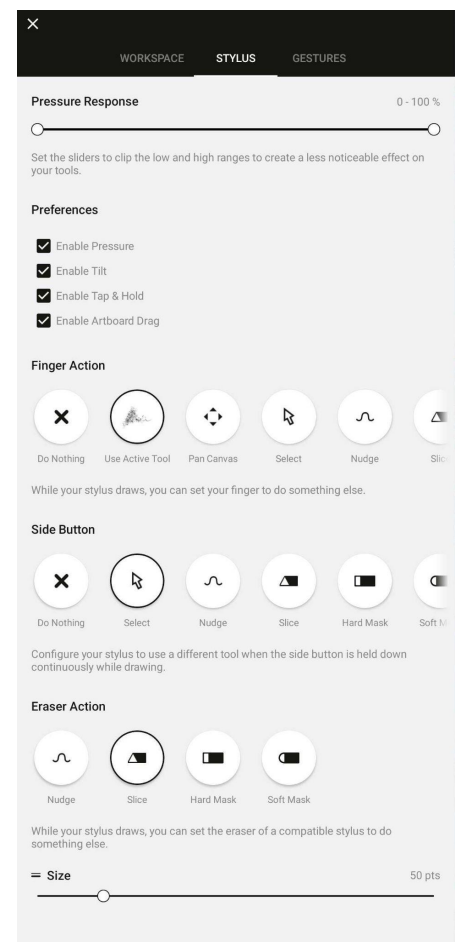 WORKSPACE STYLUS GESTURES
Pressure Response 0 - 100 %
Set the sliders to clip the low and high ranges to create a less noticeable effect on
your tools.
Preferences
Enable Pressure
Enable Tilt
Enable Tap & Hold
Enable Artboard Drag
Finger Action
Do Nothing Use Active Tool Pan Canvas Select Nudge
While your stylus draws, you can set your finger to do something else.
Side Button
Do Nothing Select Nudge Slice Hard Mask Soft M
Configure your stylus to use a different tool when the side button is held down
continuously while drawing.
Eraser Action
Nudge Slice Hard Mask Soft Mask
While your stylus draws, you can set the eraser of a compatible stylus to do
something else.
Size 50 pts